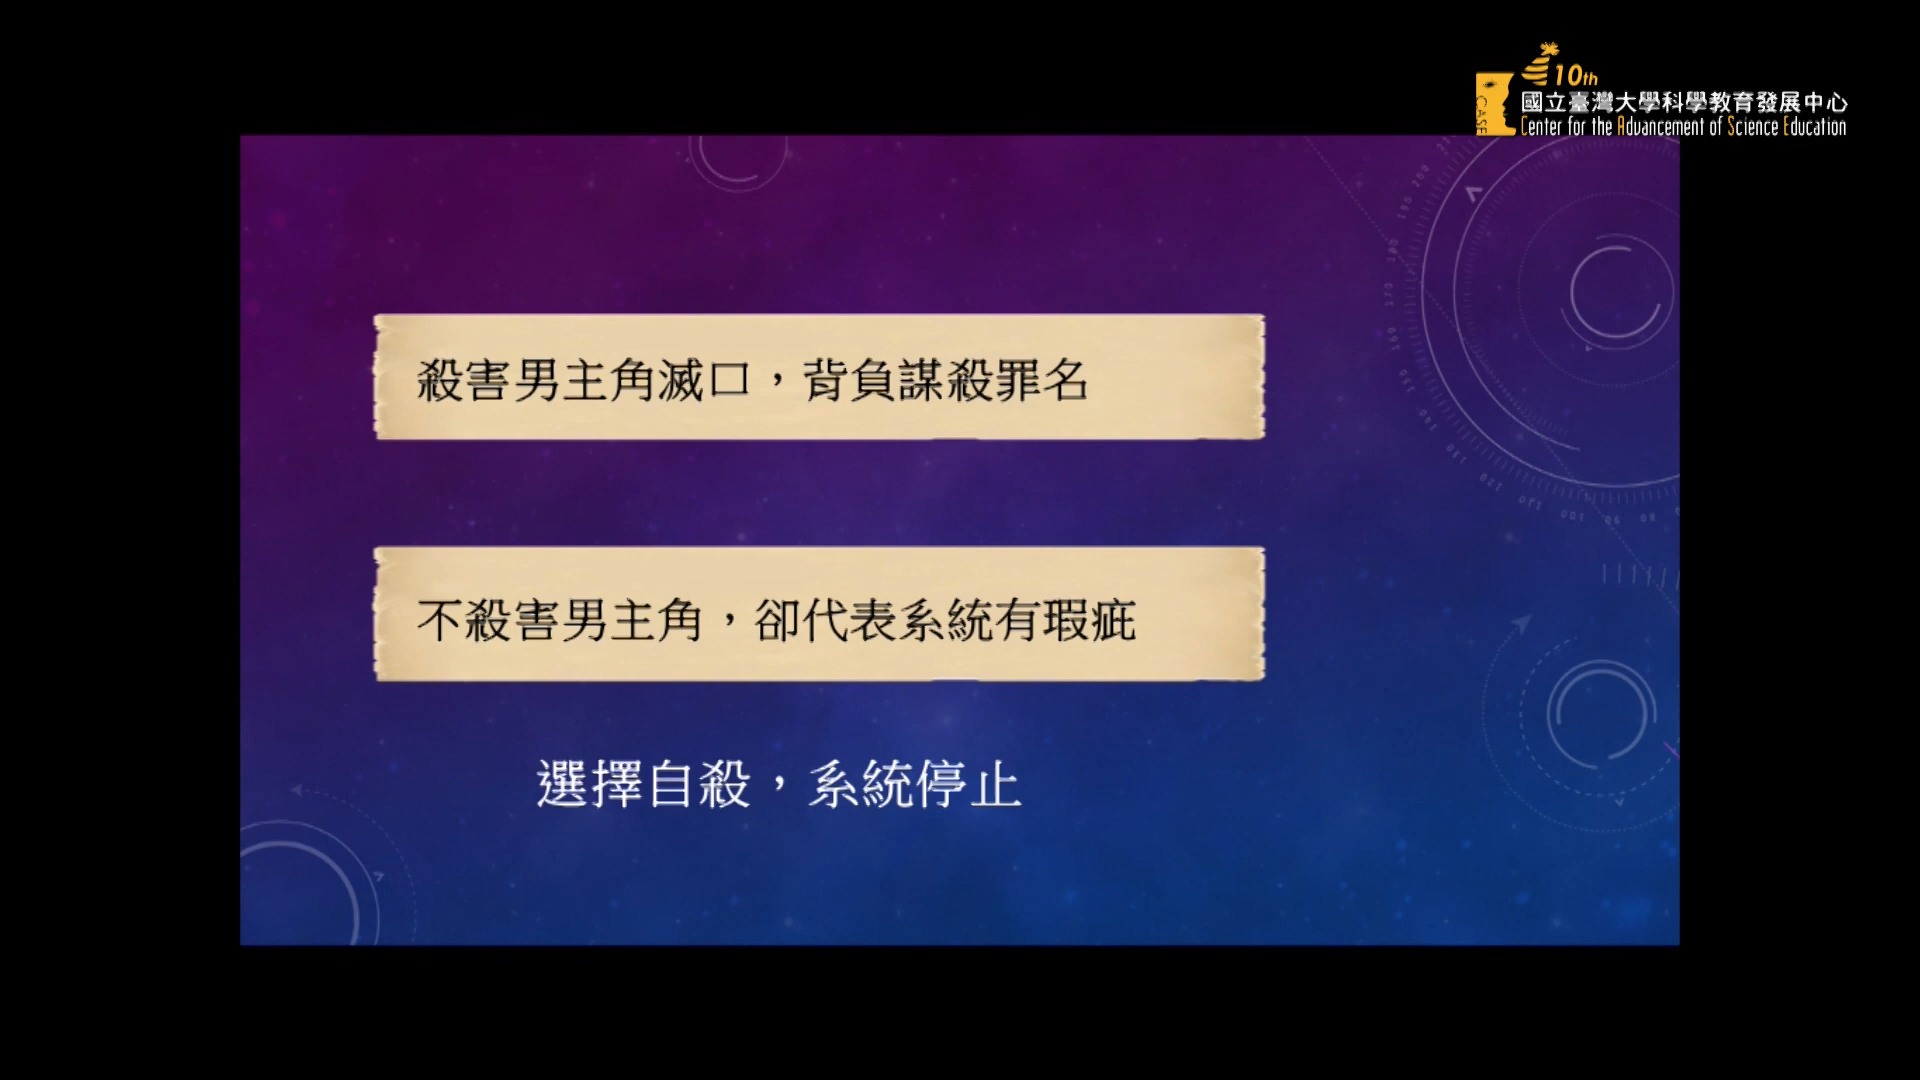 10th
國立臺灣大學科學教育發展中心
CASE
Center for the Advancement of Science Education
殺害男主角滅口，背負謀殺罪名
不殺害男主角，卻代表系統有瑕疵
選擇自殺，系統停止